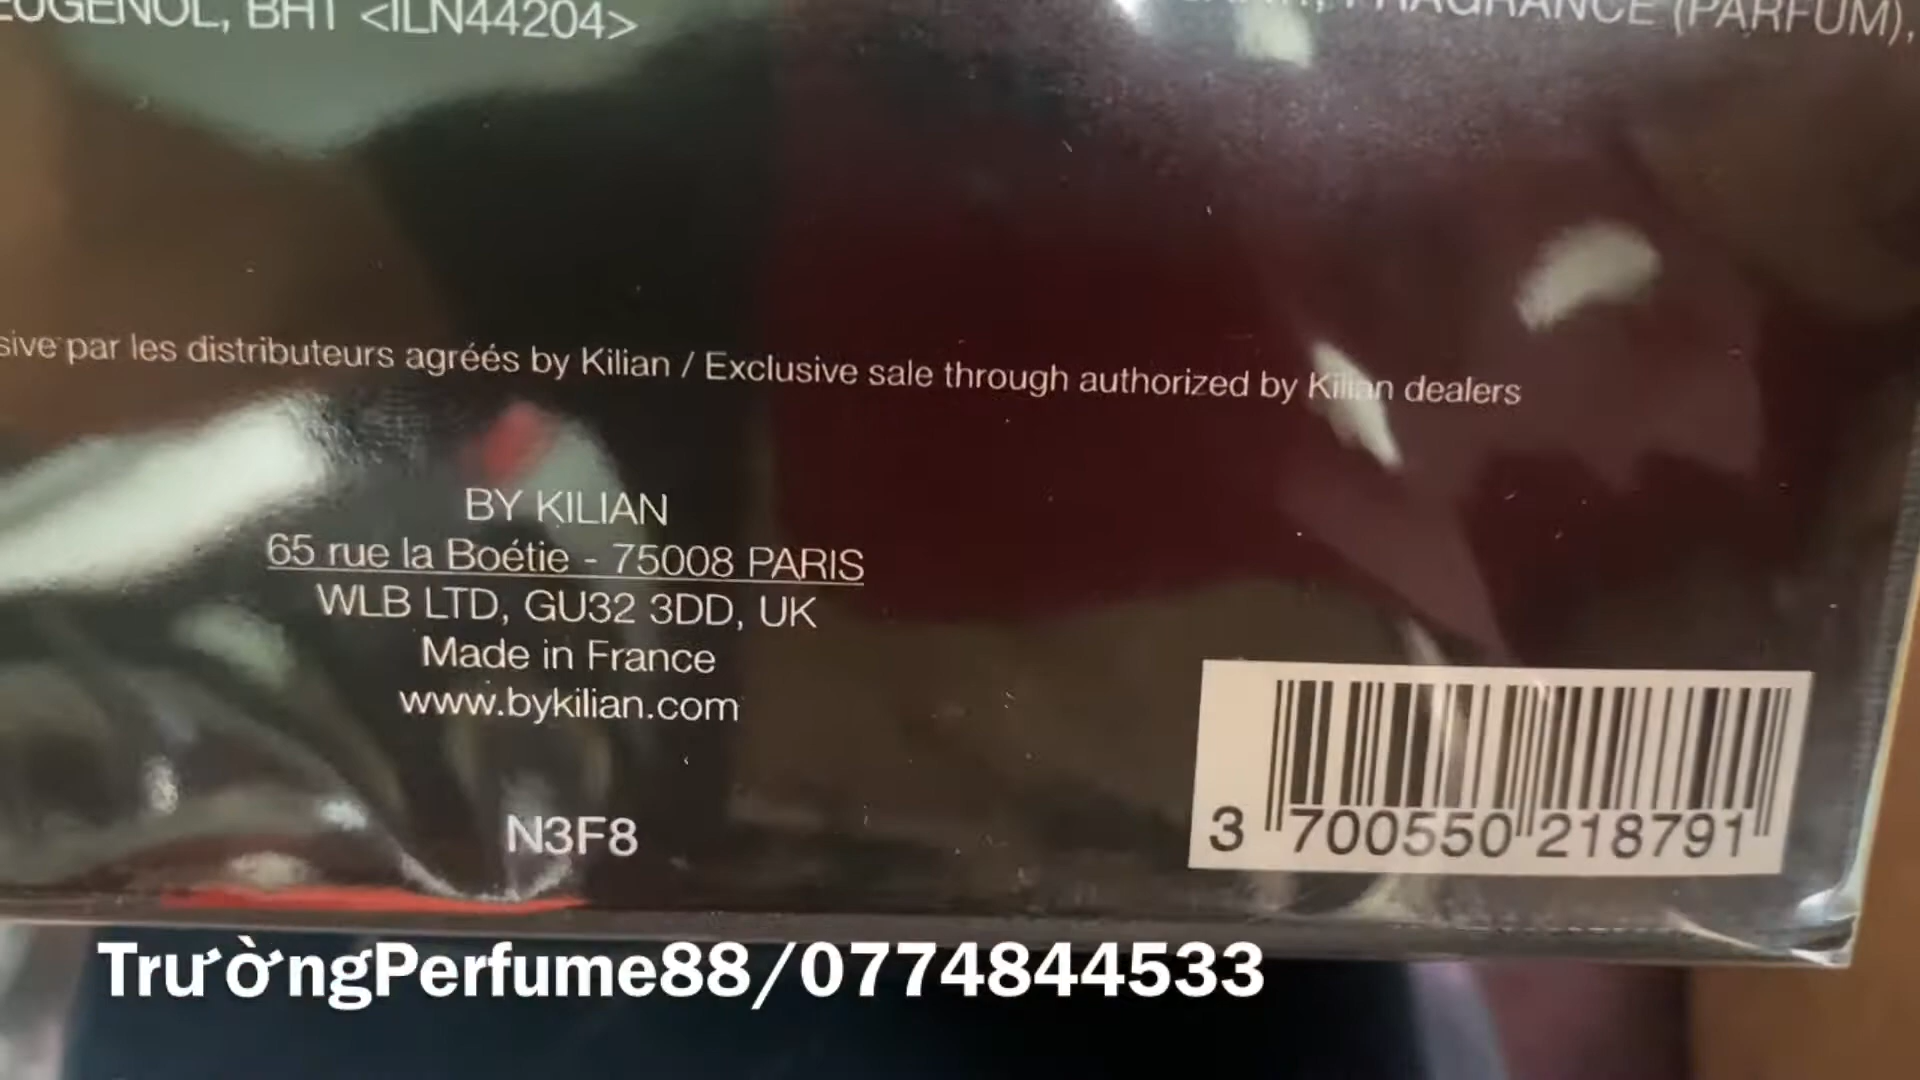 EUGENOL, BHT <ILN44204>
FRAGRANCE (PARFUM),
sive par les distributeurs agréés by Kilian / Exclusive sale through authorized by Kilian dealers
BY KILIAN
65 rue la Boétie - 75008 PARIS
WLB LTD, GU32 3DD, UK
Made in France
www.bykilian.com
N3F8
3 700550 218791
TrườngPerfume88/0774844533